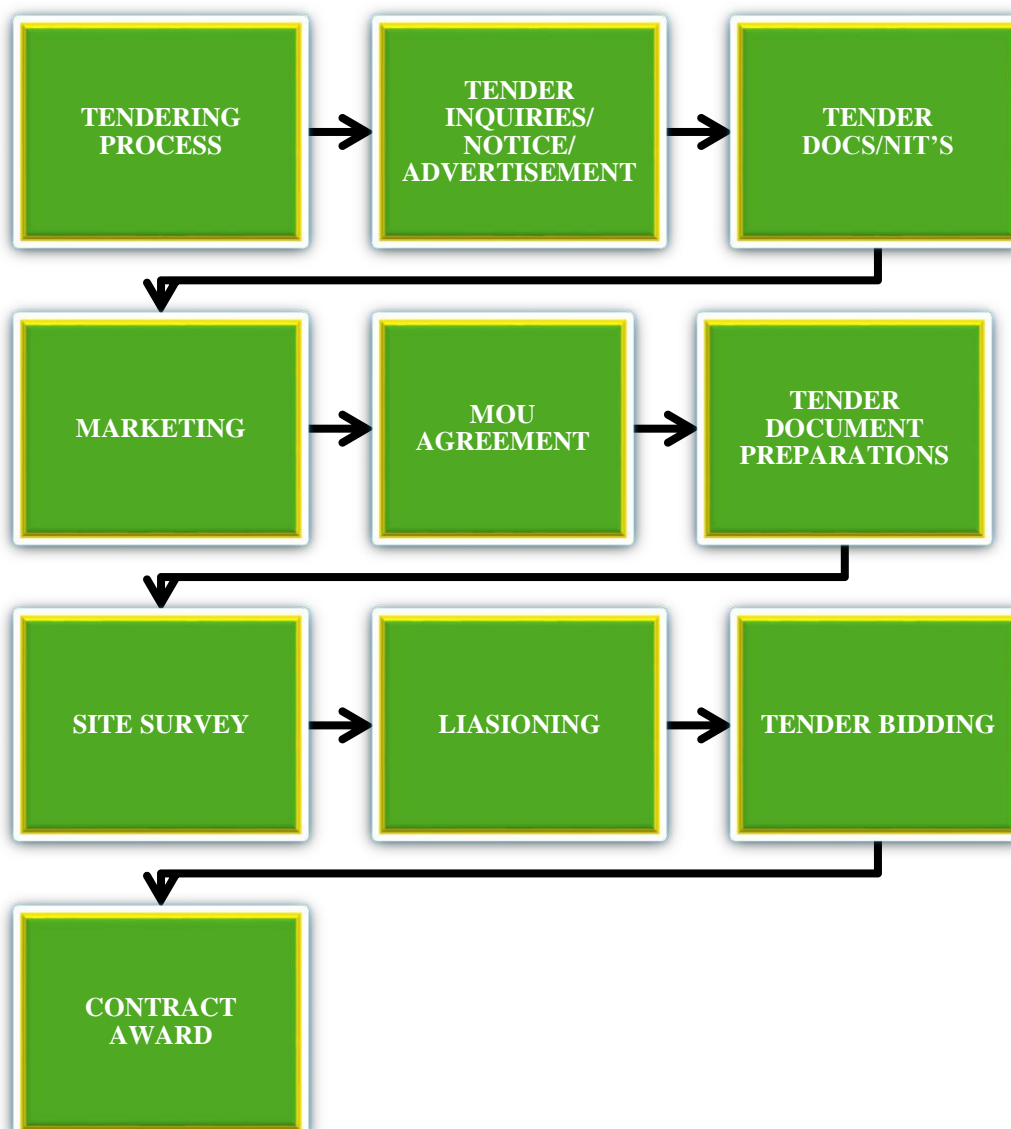 TENDERING
PROCESS
TENDER
INQUIRIES/
NOTICE/
ADVERTISEMENT
TENDER
DOCS/NIT’S
MARKETING
MOU
AGREEMENT
TENDER
DOCUMENT
PREPARATIONS
SITE SURVEY
LIASIONING
TENDER BIDDING
CONTRACT
AWARD